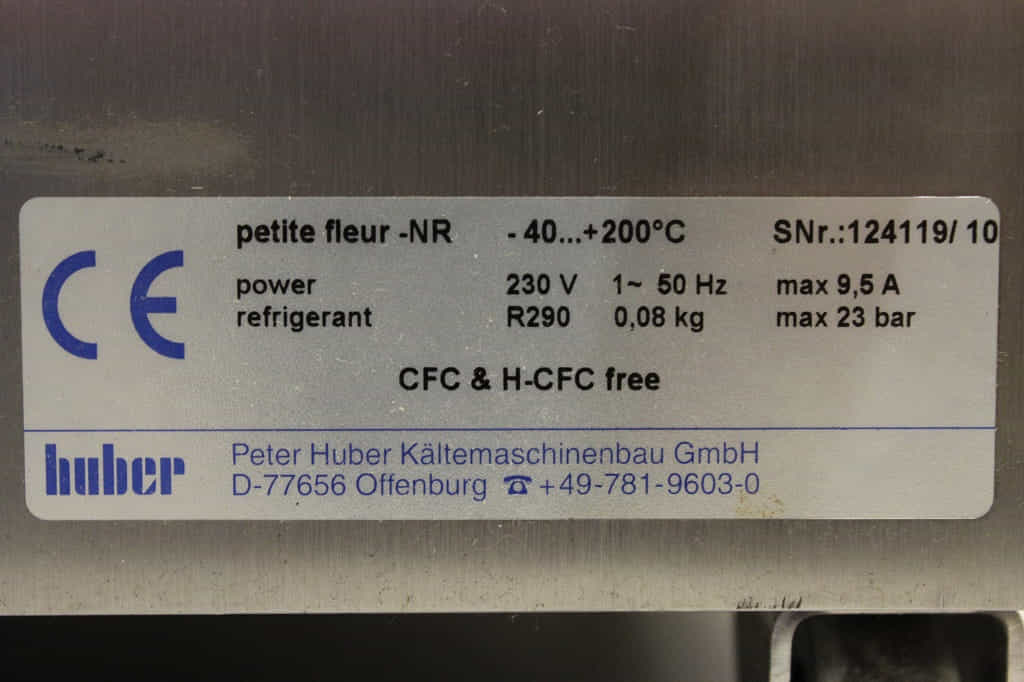 CE
petite fleur -NR - 40...+200°C SNr.:124119/ 10
power 230 V 1~ 50 Hz max 9,5 A
refrigerant R290 0,08 kg max 23 bar
CFC & H-CFC free
huber
Peter Huber Kältemaschinenbau GmbH
D-77656 Offenburg ☎ +49-781-9603-0